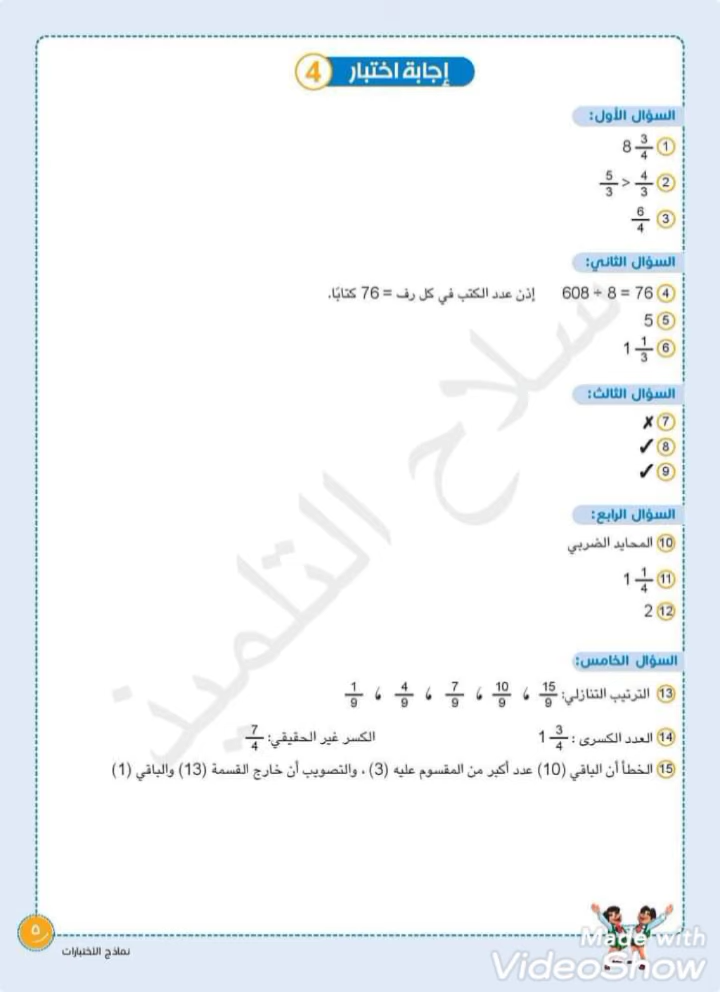 إجابة اختبار 4
السؤال الأول:
① 8 3/4
② 4/3 < 5/3
③ 6/4
السؤال الثاني:
④ 608 ÷ 8 = 76 إذن عدد الكتب في كل رف = 76 كتابًا.
⑤ 5
⑥ 1 1/3
السؤال الثالث:
⑦ ✗
⑧ ✓
⑨ ✓
السؤال الرابع:
⑩ المحايد الضربي
⑪ 1 1/4
⑫ 2
السؤال الخامس:
⑬ الترتيب التنازلي: 15/9 ، 10/9 ، 7/9 ، 4/9 ، 1/9
⑭ العدد الكسرى : 1 3/4 الكسر غير الحقيقي: 7/4
⑮ الخطأ أن الباقي (10) عدد أكبر من المقسوم عليه (3) ، والتصويب أن خارج القسمة (13) والباقي (1)
سلاح التلميذ
٥
نماذج الاختبارات
Made with
VideoShow